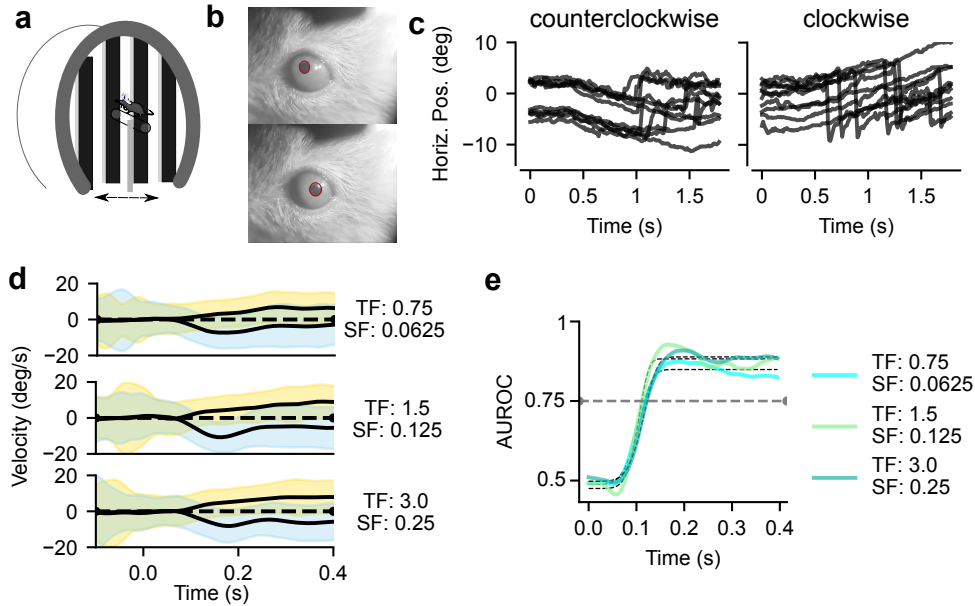 a
b
c
counterclockwise
clockwise
Horiz. Pos. (deg)
10
0
−10
0
1
1.5
0
1
1.5
Time (s)
Time (s)
d
Velocity (deg/s)
20
0
−20
TF: 0.75
SF: 0.0625
20
0
−20
TF: 1.5
SF: 0.125
20
0
−20
TF: 3.0
SF: 0.25
0.0
0.2
0.4
Time (s)
e
AUROC
1
0.75
0.5
0.0
0.1
0.2
0.3
0.4
Time (s)
TF: 0.75
SF: 0.0625
TF: 1.5
SF: 0.125
TF: 3.0
SF: 0.25